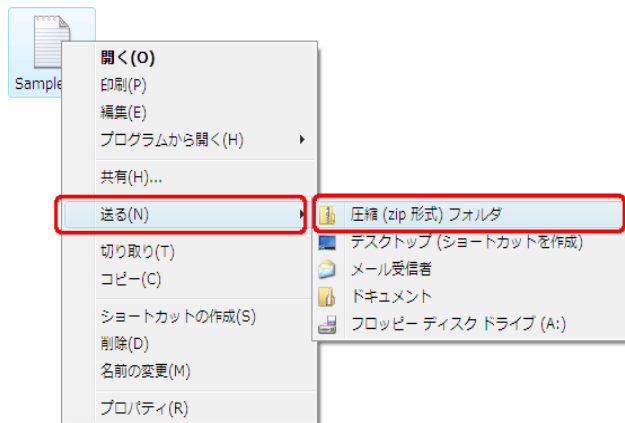 Sample
開く(O)
印刷(P)
編集(E)
プログラムから開く(H)
共有(H)...
送る(N)
切り取り(T)
コピー(C)
ショートカットの作成(S)
削除(D)
名前の変更(M)
プロパティ(R)
圧縮 (zip 形式) フォルダ
デスクトップ (ショートカットを作成)
メール受信者
ドキュメント
フロッピー ディスク ドライブ (A:)